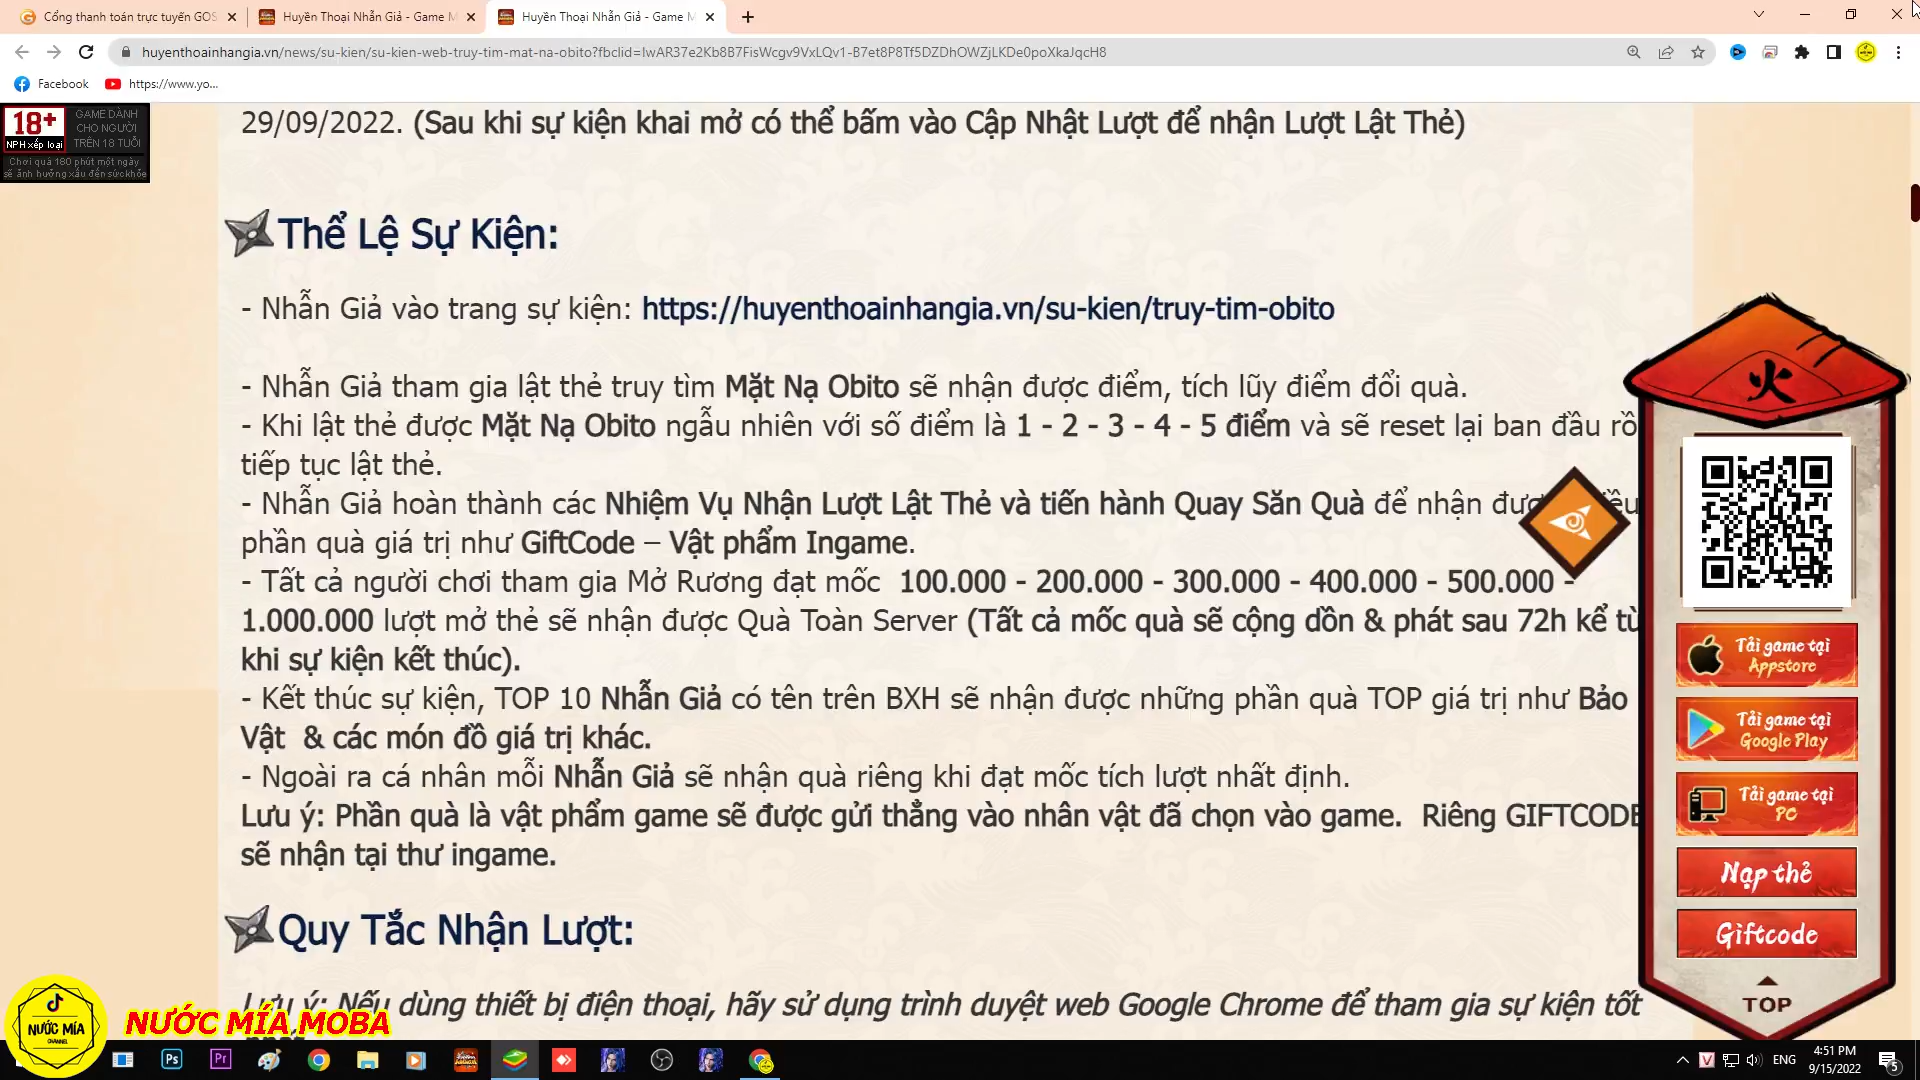 Cổng thanh toán trực tuyến GOS
Huyền Thoại Nhẫn Giả - Game M
Huyền Thoại Nhẫn Giả - Game M
huyenthoainhangia.vn/news/su-kien/su-kien-web-truy-tim-mat-na-obito?fbclid=IwAR37e2Kb8B7FisWcgv9VxLQv1-B7et8P8Tf5DZDhOWZjLKDe0poXkaJqcH8
Facebook
https://www.yo...
18+
NPH xếp loại
GAME DÀNH
CHO NGƯỜI
TRÊN 18 TUỔI
Chơi quá 180 phút một ngày
sẽ ảnh hưởng xấu đến sức khỏe
29/09/2022. (Sau khi sự kiện khai mở có thể bấm vào Cập Nhật Lượt để nhận Lượt Lật Thẻ)
Thể Lệ Sự Kiện:
- Nhẫn Giả vào trang sự kiện: https://huyenthoainhangia.vn/su-kien/truy-tim-obito
- Nhẫn Giả tham gia lật thẻ truy tìm Mặt Nạ Obito sẽ nhận được điểm, tích lũy điểm đổi quà.
- Khi lật thẻ được Mặt Nạ Obito ngẫu nhiên với số điểm là 1 - 2 - 3 - 4 - 5 điểm và sẽ reset lại ban đầu rồ
tiếp tục lật thẻ.
- Nhẫn Giả hoàn thành các Nhiệm Vụ Nhận Lượt Lật Thẻ và tiến hành Quay Săn Quà để nhận
phần quà giá trị như GiftCode – Vật phẩm Ingame.
- Tất cả người chơi tham gia Mở Rương đạt mốc 100.000 - 200.000 - 300.000 - 400.000 - 500.000 -
1.000.000 lượt mở thẻ sẽ nhận được Quà Toàn Server (Tất cả mốc quà sẽ cộng dồn & phát sau 72h kể từ
khi sự kiện kết thúc).
- Kết thúc sự kiện, TOP 10 Nhẫn Giả có tên trên BXH sẽ nhận được những phần quà TOP giá trị như Bảo
Vật & các món đồ giá trị khác.
- Ngoài ra cá nhân mỗi Nhẫn Giả sẽ nhận quà riêng khi đạt mốc tích lượt nhất định.
Lưu ý: Phần quà là vật phẩm game sẽ được gửi thẳng vào nhân vật đã chọn vào game. Riêng GIFTCODE
sẽ nhận tại thư ingame.
Quy Tắc Nhận Lượt:
Lưu ý: Nếu dùng thiết bị điện thoại, hãy sử dụng trình duyệt web Google Chrome để tham gia sự kiện tốt
火
Tải game tại
Appstore
Tải game tại
Google Play
Tải game tại
PC
Nạp thẻ
Giftcode
TOP
NƯỚC MÍA
CHANNEL
NƯỚC MÍA MOBA
Ps
Pr
V
ENG
4:51 PM
9/15/2022
5